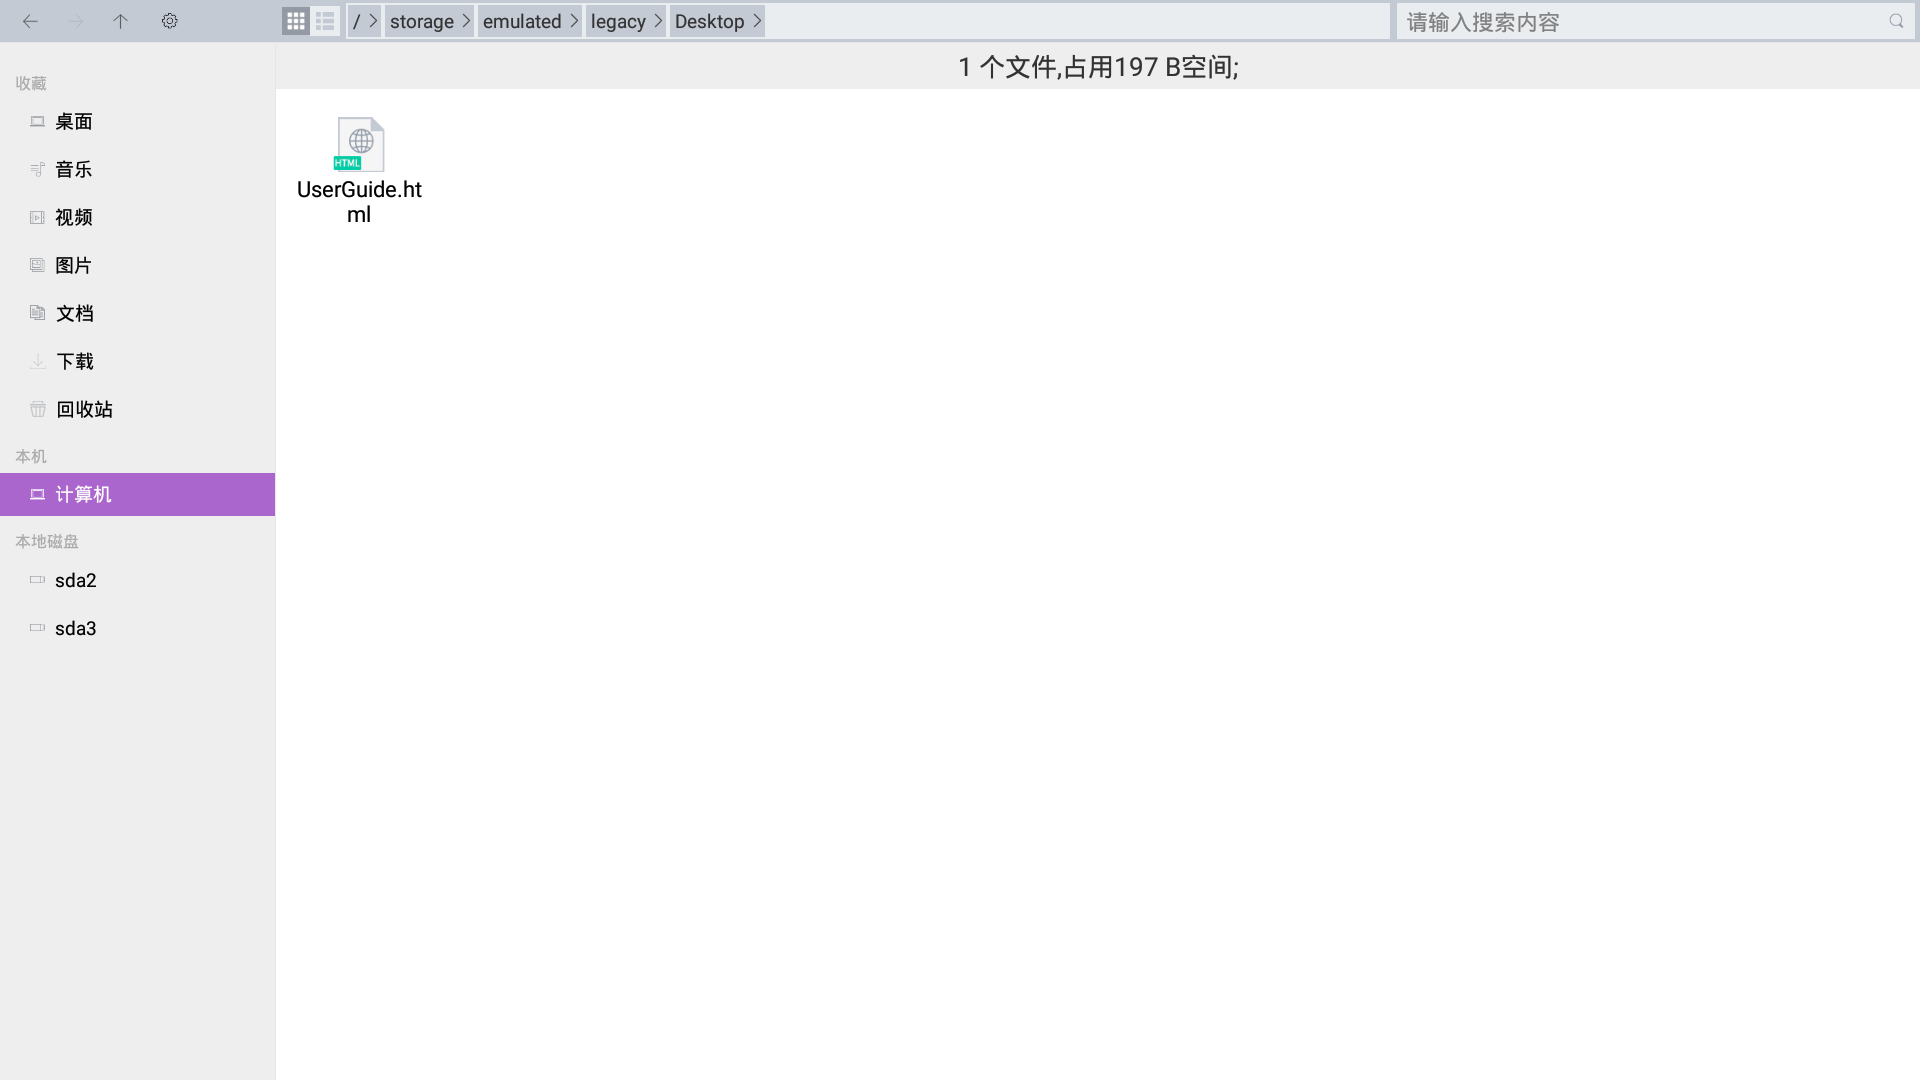 /
storage
emulated
legacy
Desktop
请输入搜索内容
1 个文件,占用197 B空间;
收藏
桌面
音乐
视频
图片
文档
下载
回收站
本机
计算机
本地磁盘
sda2
sda3
HTML
UserGuide.ht
ml